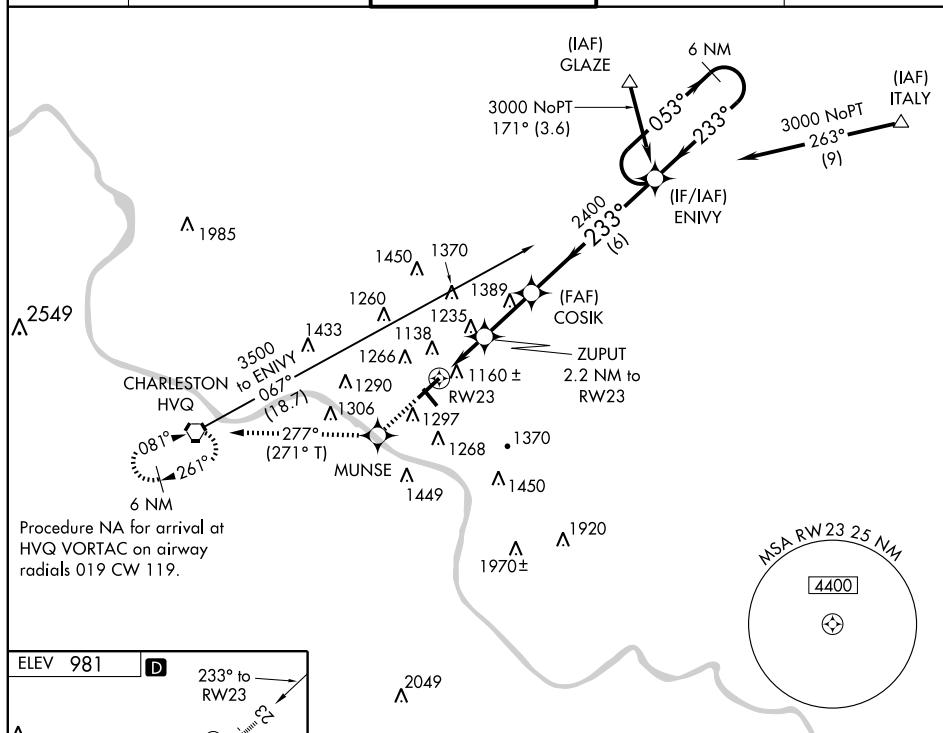 (IAF)
GLAZE
6 NM
(IAF)
ITALY
3000 NoPT
171° (3.6)
053°
233°
3000 NoPT
263°
(9)
(IF/IAF)
ENIVY
2400
233°
(6)
1985
1450
1370
1389
(FAF)
COSIK
2549
1260
1235
1433
1138
3500
to ENIVY
067°
(18.7)
1266
ZUPUT
2.2 NM to
RW23
CHARLESTON
HVQ
1290
1160 ±
RW23
1306
1297
081°
261°
277°
(271° T)
MUNSE
1268
1370
6 NM
1449
1450
Procedure NA for arrival at
HVQ VORTAC on airway
radials 019 CW 119.
1920
1970 ±
MSA RW23 25 NM
4400
ELEV 981
D
233° to
RW23
23
2049